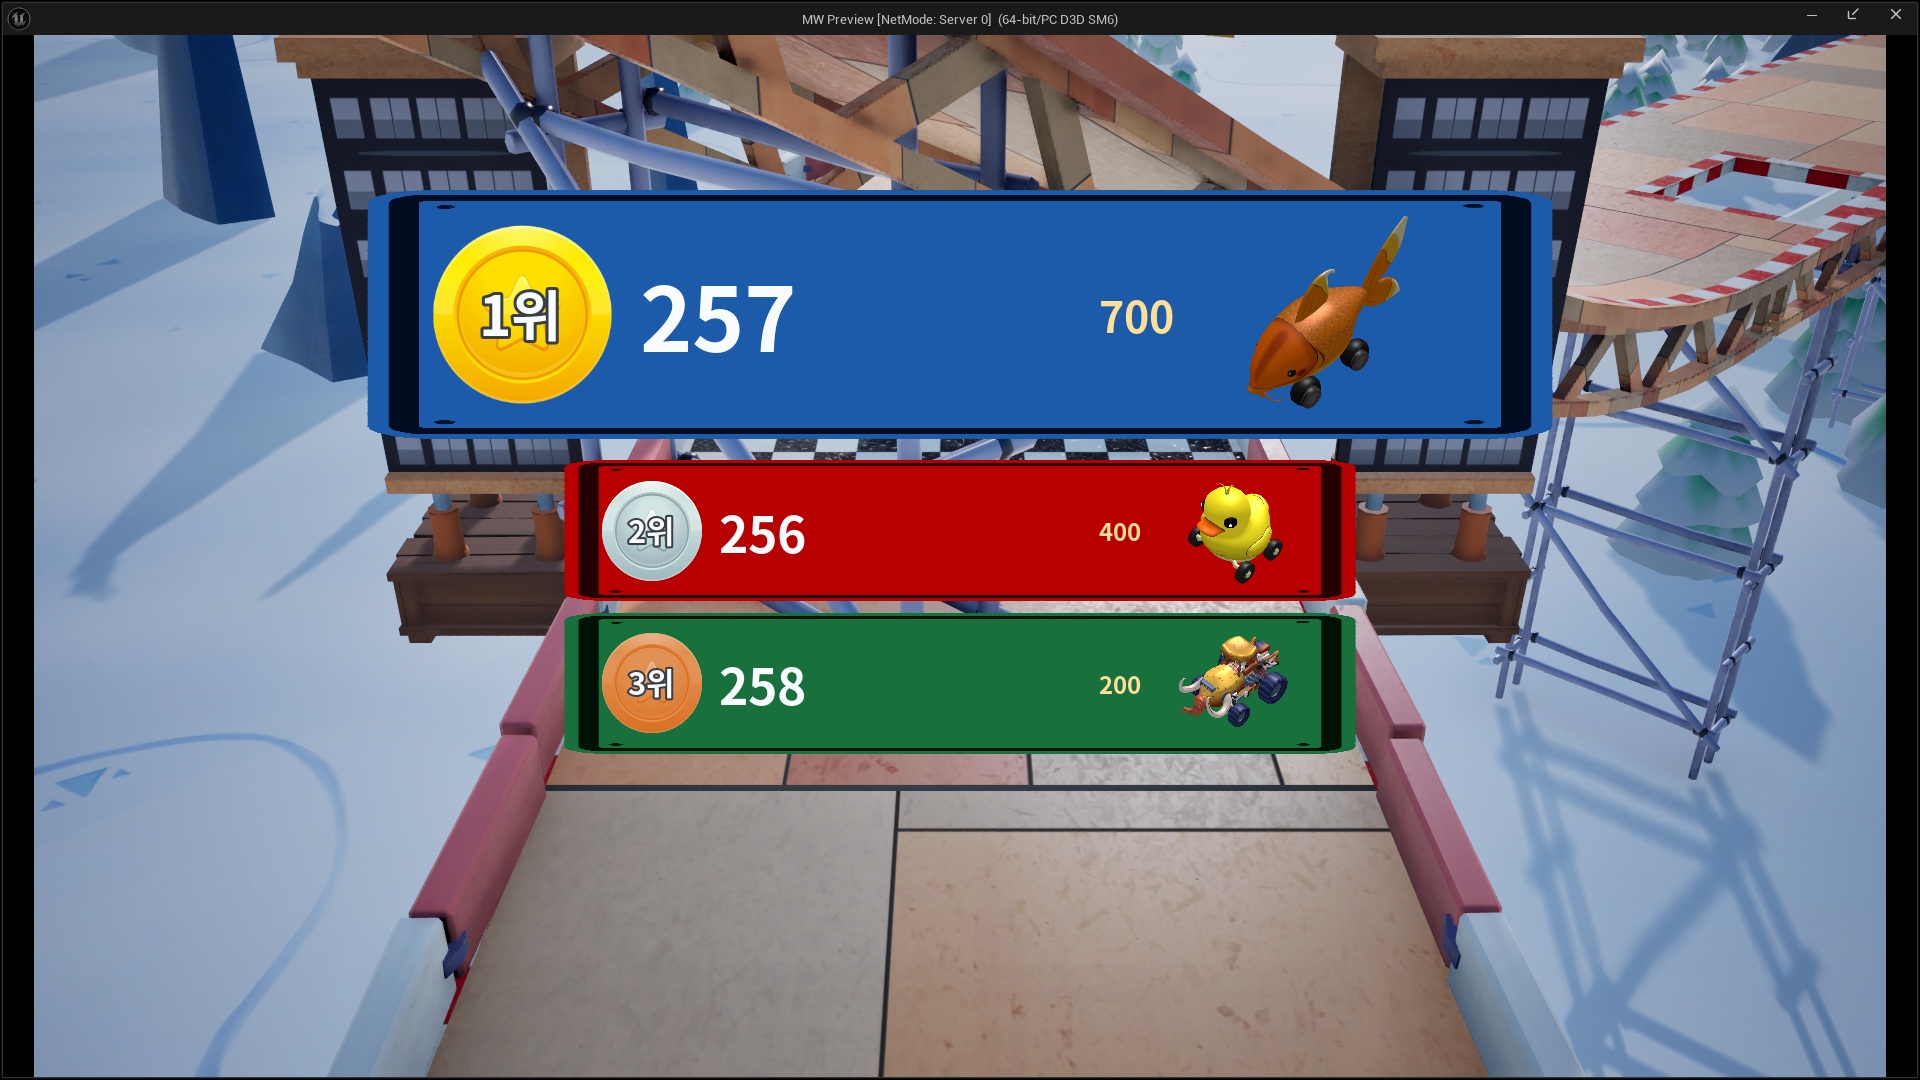 MW Preview [NetMode: Server 0] (64-bit/PC D3D SM6)
1위 257 700
2위 256 400
3위 258 200